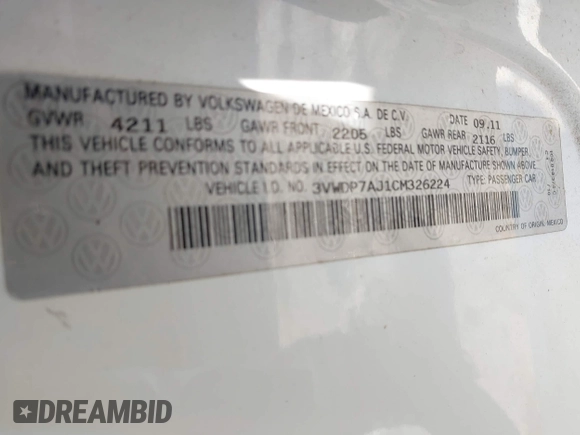 MANUFACTURED BY VOLKSWAGEN DE MEXICO S.A. DE C.V. DATE 09.11
GVWR 4211 LBS GAWR FRONT 2205 LBS GAWR REAR 2116 LBS
THIS VEHICLE CONFORMS TO ALL APPLICABLE U.S. FEDERAL MOTOR VEHICLE SAFETY, BUMPER,
AND THEFT PREVENTION STANDARDS IN EFFECT ON THE DATE OF MANUFACTURE SHOWN ABOVE.
VEHICLE I.D. NO. 3VWDP7AJ1CM326224 TYPE: PASSENGER CAR
COUNTRY OF ORIGIN, MEXICO
DREAMBID